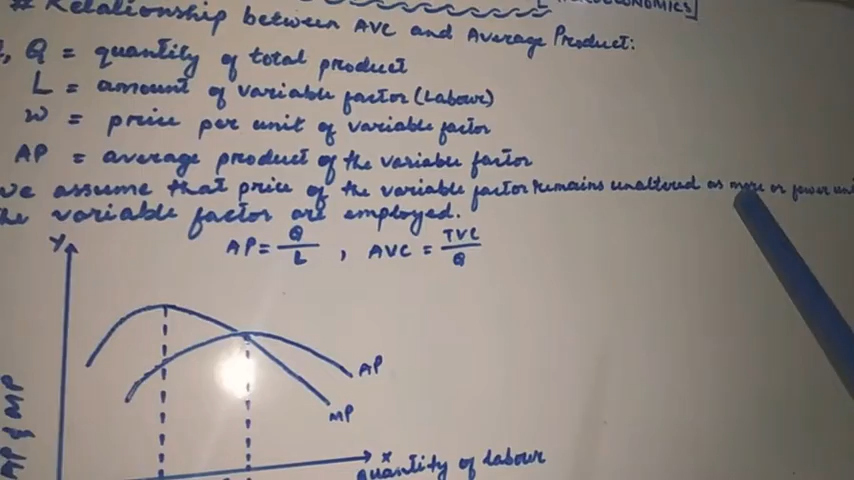 # Relationship between AVC and Average Product:
Q = quantity of total product
L = amount of variable factor (Labour)
w = price per unit of variable factor
AP = average product of the variable factor
we assume that price of the variable factor remains unaltered as more or fewer
the variable factor are employed.
AP = Q/L , AVC = TVC/Q
Y
AP
MP
AP & MP
X
quantity of labour